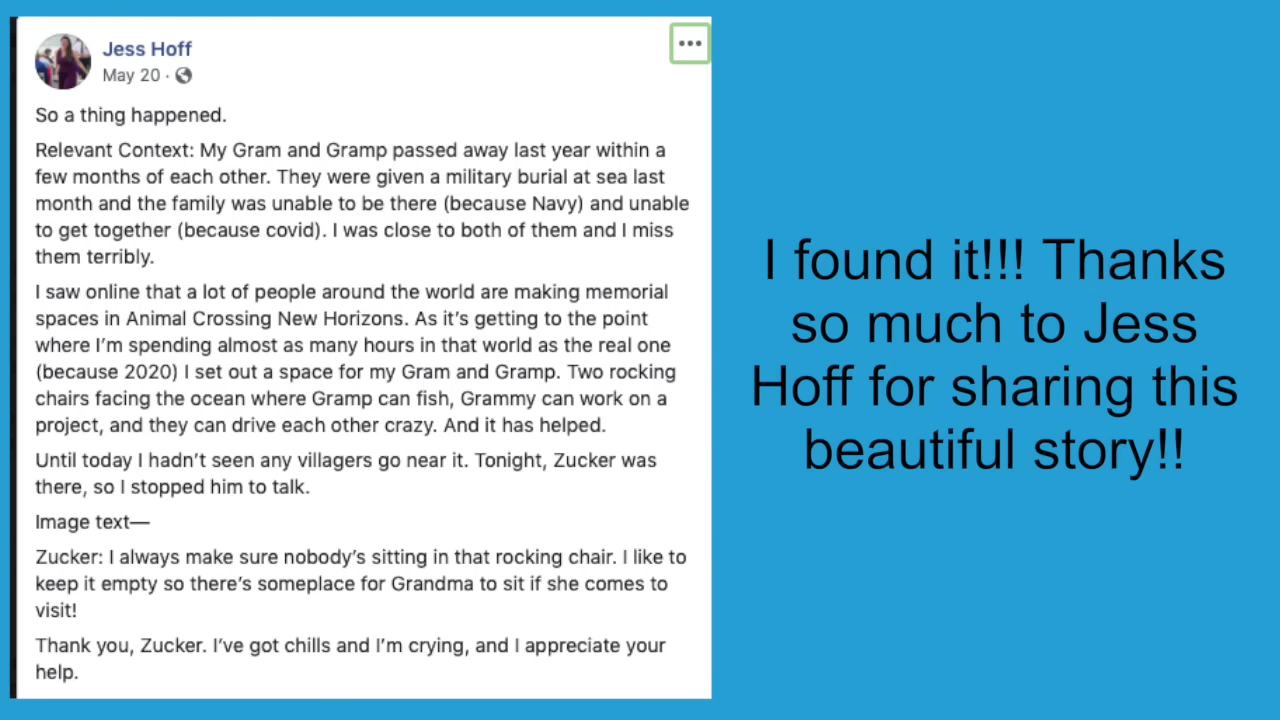 Jess Hoff
May 20 ·
So a thing happened.
Relevant Context: My Gram and Gramp passed away last year within a
few months of each other. They were given a military burial at sea last
month and the family was unable to be there (because Navy) and unable
to get together (because covid). I was close to both of them and I miss
them terribly.
I saw online that a lot of people around the world are making memorial
spaces in Animal Crossing New Horizons. As it’s getting to the point
where I’m spending almost as many hours in that world as the real one
(because 2020) I set out a space for my Gram and Gramp. Two rocking
chairs facing the ocean where Gramp can fish, Grammy can work on a
project, and they can drive each other crazy. And it has helped.
Until today I hadn’t seen any villagers go near it. Tonight, Zucker was
there, so I stopped him to talk.
Image text—
Zucker: I always make sure nobody’s sitting in that rocking chair. I like to
keep it empty so there’s someplace for Grandma to sit if she comes to
visit!
Thank you, Zucker. I’ve got chills and I’m crying, and I appreciate your
help.
I found it!!! Thanks
so much to Jess
Hoff for sharing this
beautiful story!!